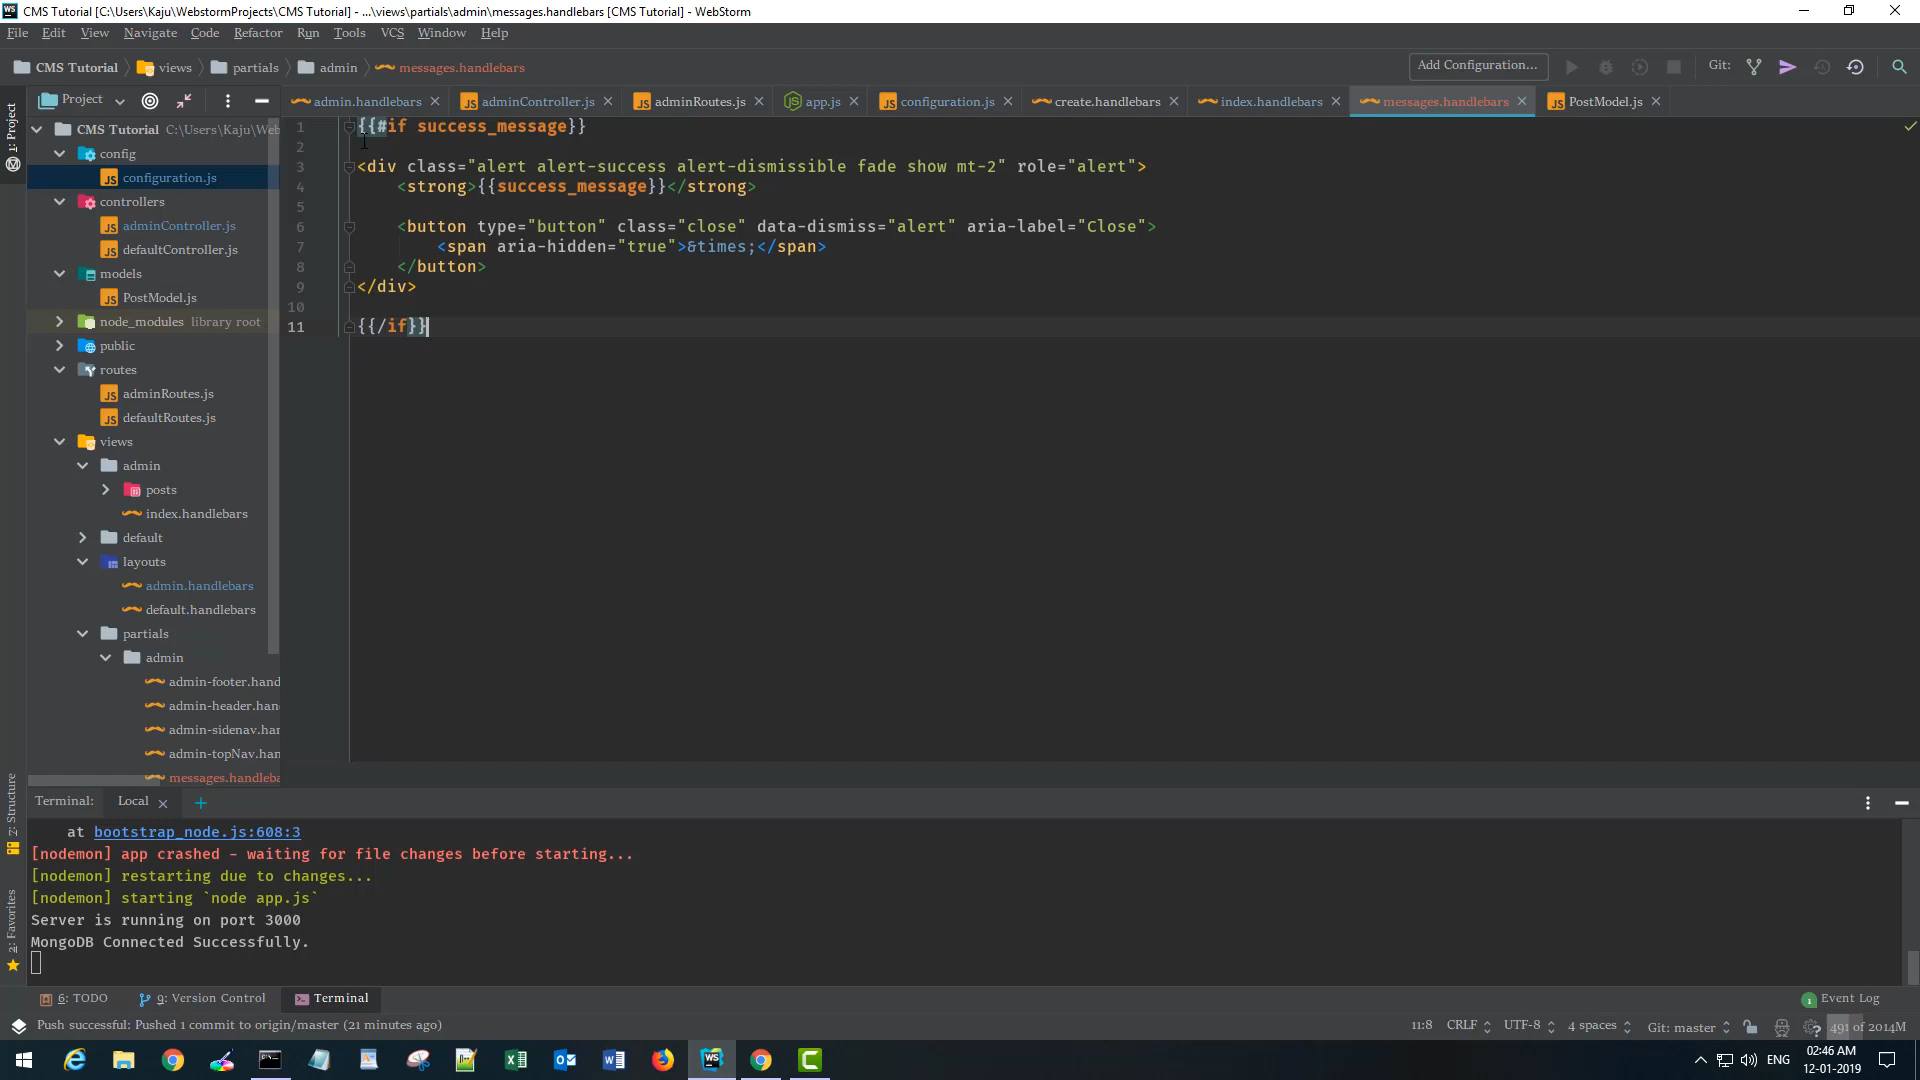 CMS Tutorial [C:\Users\Kaju\WebstormProjects\CMS Tutorial] - ...\views\partials\admin\messages.handlebars [CMS Tutorial] - WebStorm
File Edit View Navigate Code Refactor Run Tools VCS Window Help
CMS Tutorial views partials admin messages.handlebars Add Configuration... Git:
Project admin.handlebars adminController.js adminRoutes.js app.js configuration.js create.handlebars index.handlebars messages.handlebars PostModel.js
1: Project
CMS Tutorial C:\Users\Kaju\Web
config
configuration.js
controllers
adminController.js
defaultController.js
models
PostModel.js
node_modules library root
public
routes
adminRoutes.js
defaultRoutes.js
views
admin
posts
index.handlebars
default
layouts
admin.handlebars
default.handlebars
partials
admin
admin-footer.hand
admin-header.han
admin-sidenav.har
admin-topNav.han
messages.handleba
1 {{#if success_message}}
2
3 <div class="alert alert-success alert-dismissible fade show mt-2" role="alert">
4 <strong>{{success_message}}</strong>
5
6 <button type="button" class="close" data-dismiss="alert" aria-label="Close">
7 <span aria-hidden="true">&times;</span>
8 </button>
9 </div>
10
11 {{/if}}
Z: Structure
2: Favorites
Terminal: Local
at bootstrap_node.js:608:3
[nodemon] app crashed - waiting for file changes before starting...
[nodemon] restarting due to changes...
[nodemon] starting `node app.js`
Server is running on port 3000
MongoDB Connected Successfully.
6: TODO 9: Version Control Terminal 1 Event Log
Push successful: Pushed 1 commit to origin/master (21 minutes ago) 11:8 CRLF UTF-8 4 spaces Git: master 491 of 2014M
ENG 02:46 AM
12-01-2019